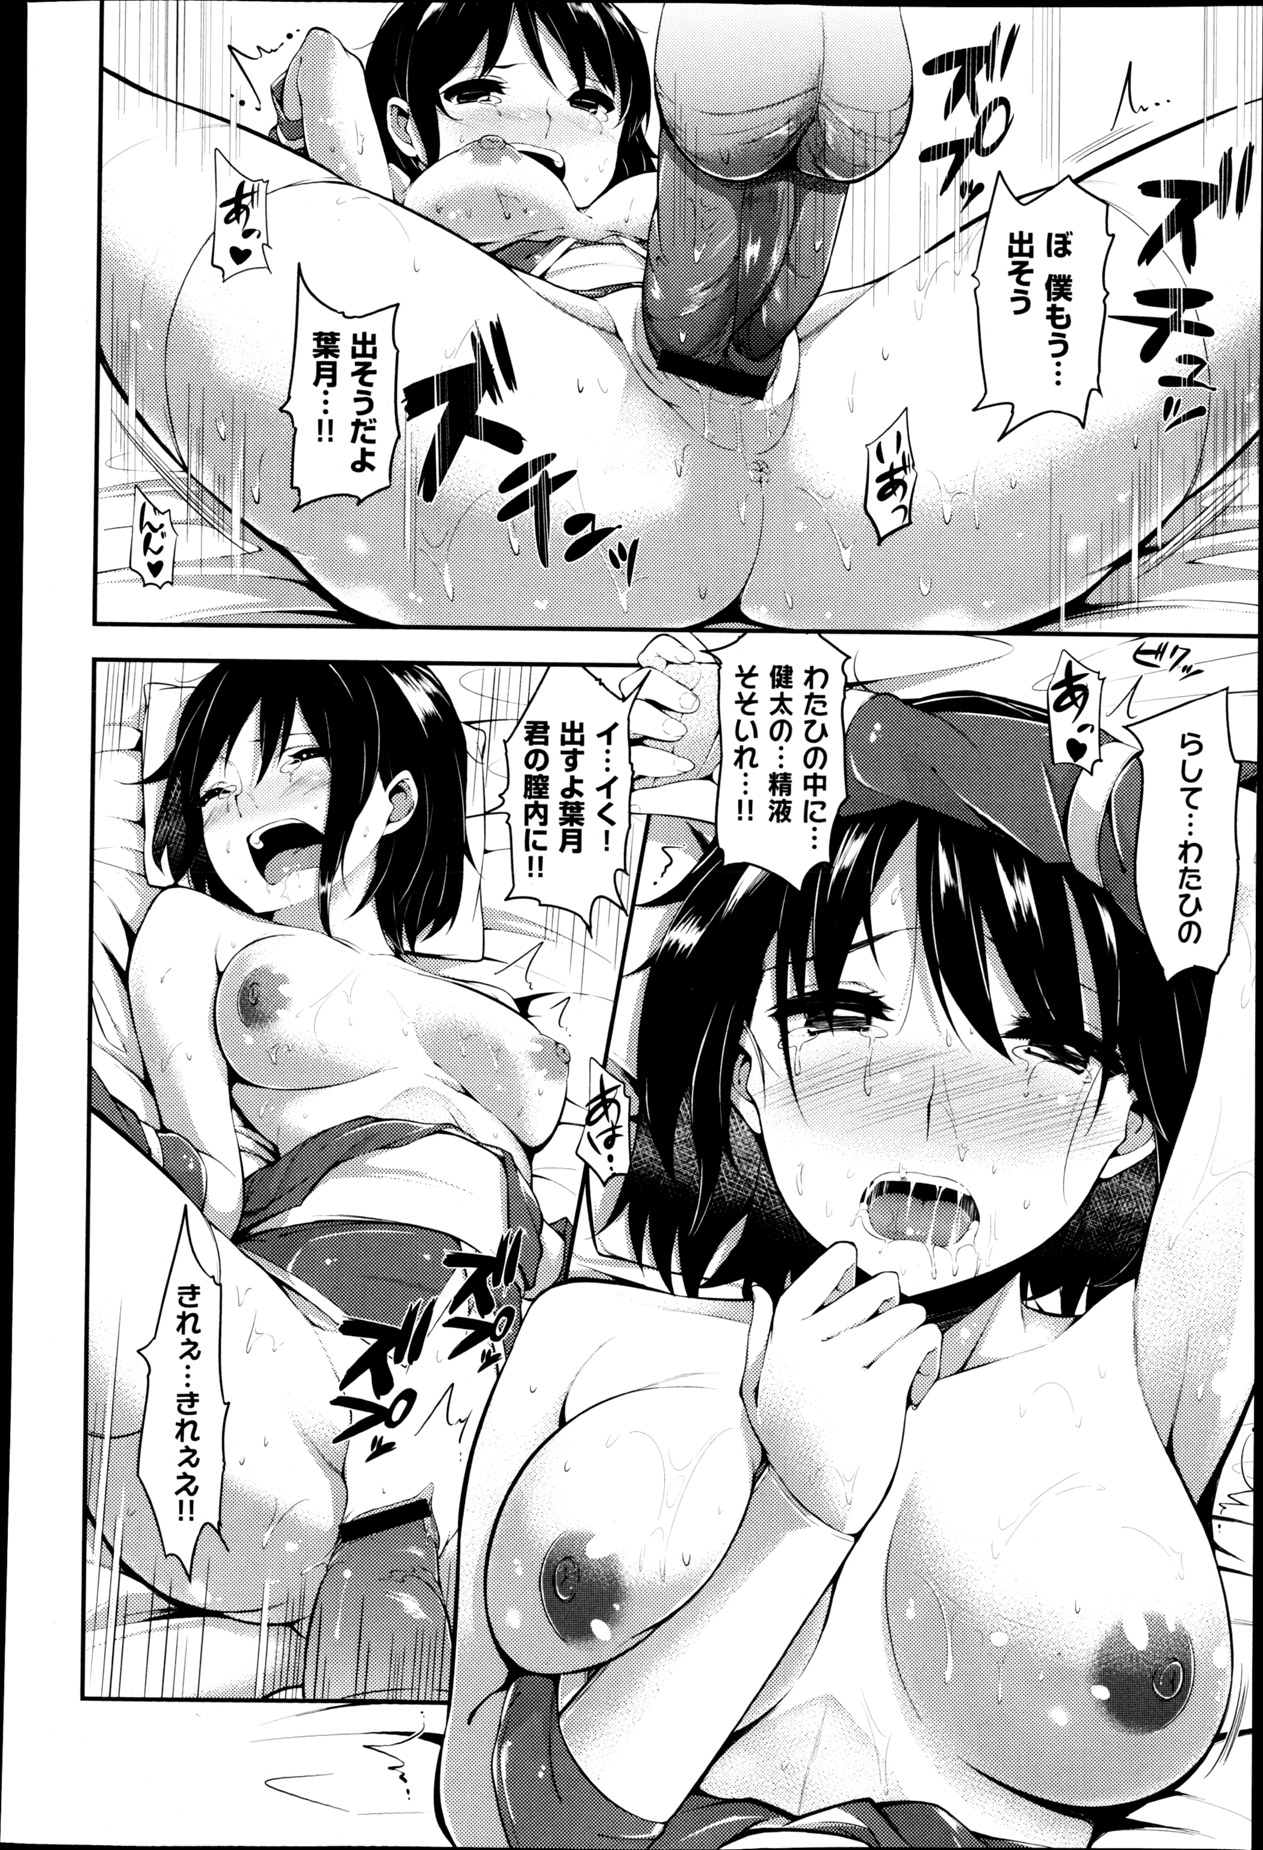 ぼ 僕もう…
出そう
ズプブッ
ズチュッ
出そうだよ
葉月…!!
あ゛っ♥
ズチュッ
い゛あっ
ん゛ん゛♥
ビクッ
らして…わたひの
あ゛っ♥
わたひの中に…
健太の…精液
そそいれ…!!
あは…
イ…イく!
出すよ葉月
君の膣内に!!
ズプッ
ズプッ
きれぇ…きれぇえ!!